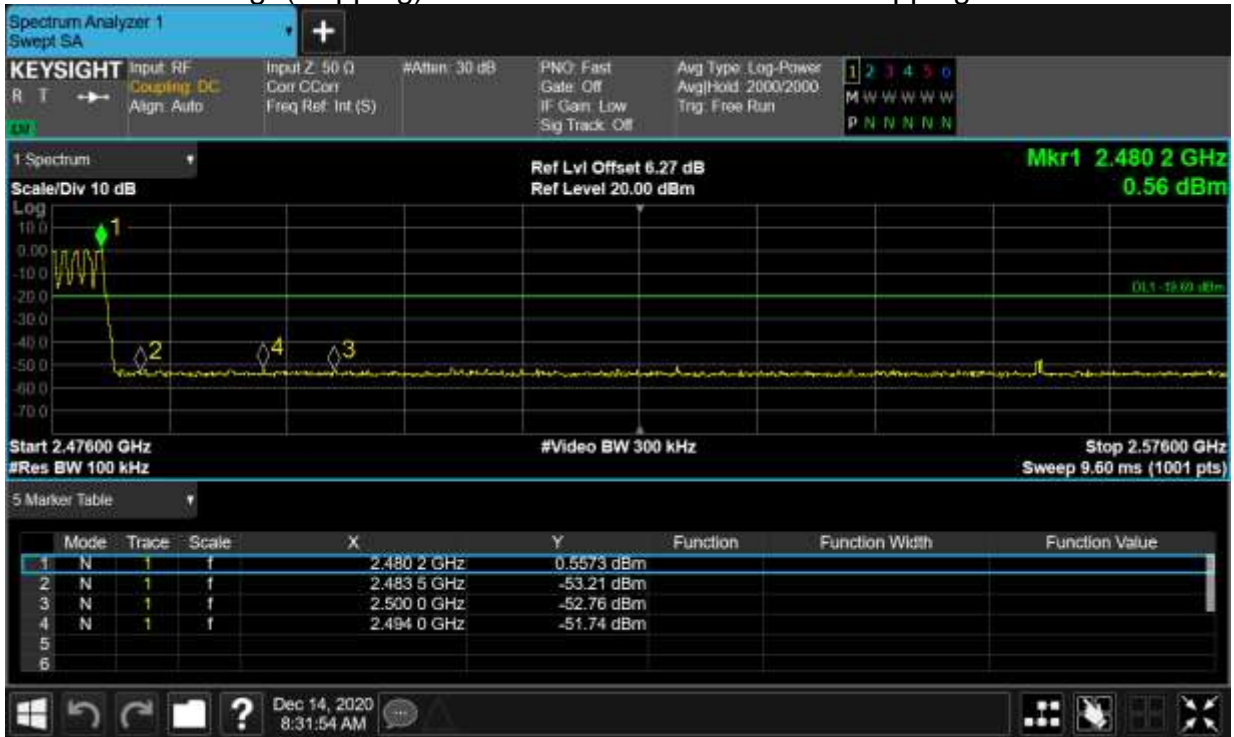 Spectrum Analyzer 1
Swept SA
+
KEYSIGHT Input: RF Input Z: 50 Ω #Atten: 30 dB PNO: Fast Avg Type: Log-Power 1 2 3 4 5 6
R T Coupling: DC Corr CCorr Gate: Off Avg|Hold: 2000/2000 M W W W W W
Align: Auto Freq Ref: Int (S) IF Gain: Low Trig: Free Run
Sig Track: Off P N N N N N
1 Spectrum Ref Lvl Offset 6.27 dB Mkr1 2.480 2 GHz
Scale/Div 10 dB Ref Level 20.00 dBm 0.56 dBm
Log
10.0
1
0.00
-10.0
-20.0
-30.0
-40.0
2 4 3
-50.0
-60.0
-70.0
Start 2.47600 GHz #Video BW 300 kHz Stop 2.57600 GHz
#Res BW 100 kHz Sweep 9.60 ms (1001 pts)
5 Marker Table
Mode Trace Scale X Y Function Function Width Function Value
1 N 1 f 2.480 2 GHz 0.5573 dBm
2 N 1 f 2.483 5 GHz -53.21 dBm
3 N 1 f 2.500 0 GHz -52.76 dBm
4 N 1 f 2.494 0 GHz -51.74 dBm
5
6
? Dec 14, 2020
8:31:54 AM